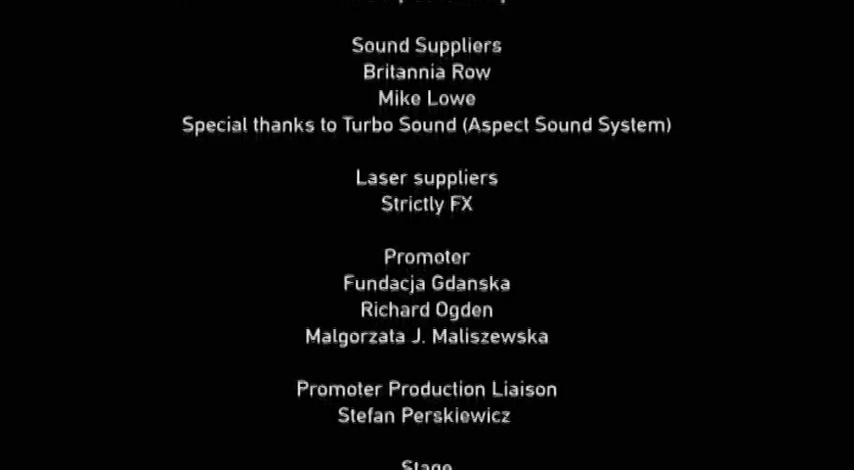 Sound Suppliers
Britannia Row
Mike Lowe
Special thanks to Turbo Sound (Aspect Sound System)
Laser suppliers
Strictly FX
Promoter
Fundacja Gdanska
Richard Ogden
Malgorzata J. Maliszewska
Promoter Production Liaison
Stefan Perskiewicz
Stage